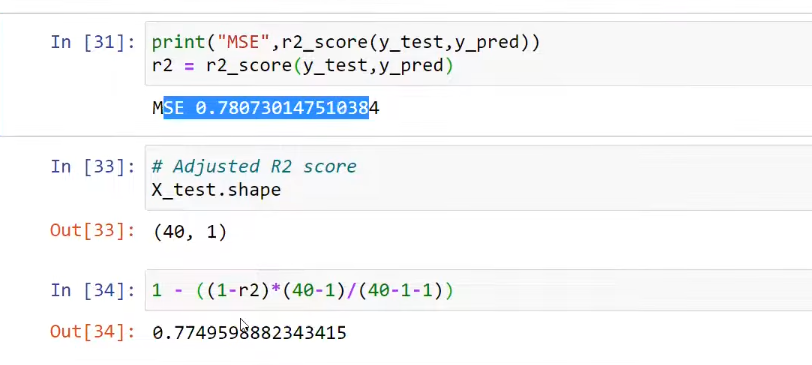 In [31]: print("MSE",r2_score(y_test,y_pred))
r2 = r2_score(y_test,y_pred)
MSE 0.7807301475103384
In [33]: # Adjusted R2 score
X_test.shape
Out[33]: (40, 1)
In [34]: 1 - ((1-r2)*(40-1)/(40-1-1))
Out[34]: 0.7749598882343415